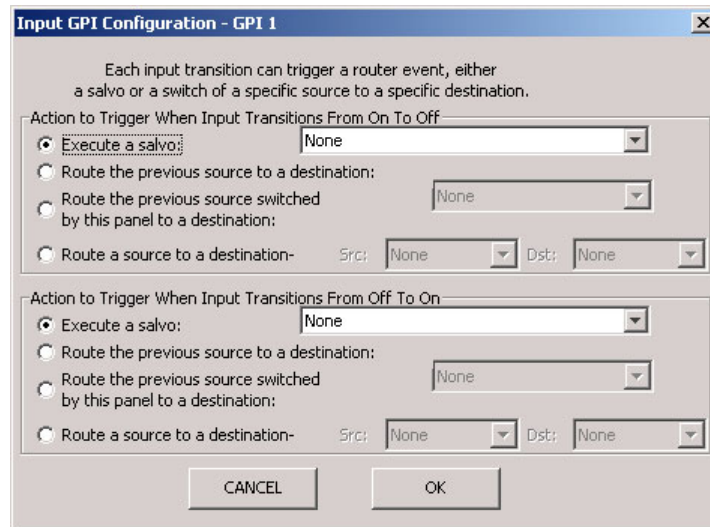 Input GPI Configuration - GPI 1
Each input transition can trigger a router event, either
a salvo or a switch of a specific source to a specific destination.
Action to Trigger When Input Transitions From On To Off
Execute a salvo: None
Route the previous source to a destination:
Route the previous source switched
by this panel to a destination: None
Route a source to a destination- Src: None Dst: None
Action to Trigger When Input Transitions From Off To On
Execute a salvo: None
Route the previous source to a destination:
Route the previous source switched
by this panel to a destination: None
Route a source to a destination- Src: None Dst: None
CANCEL OK